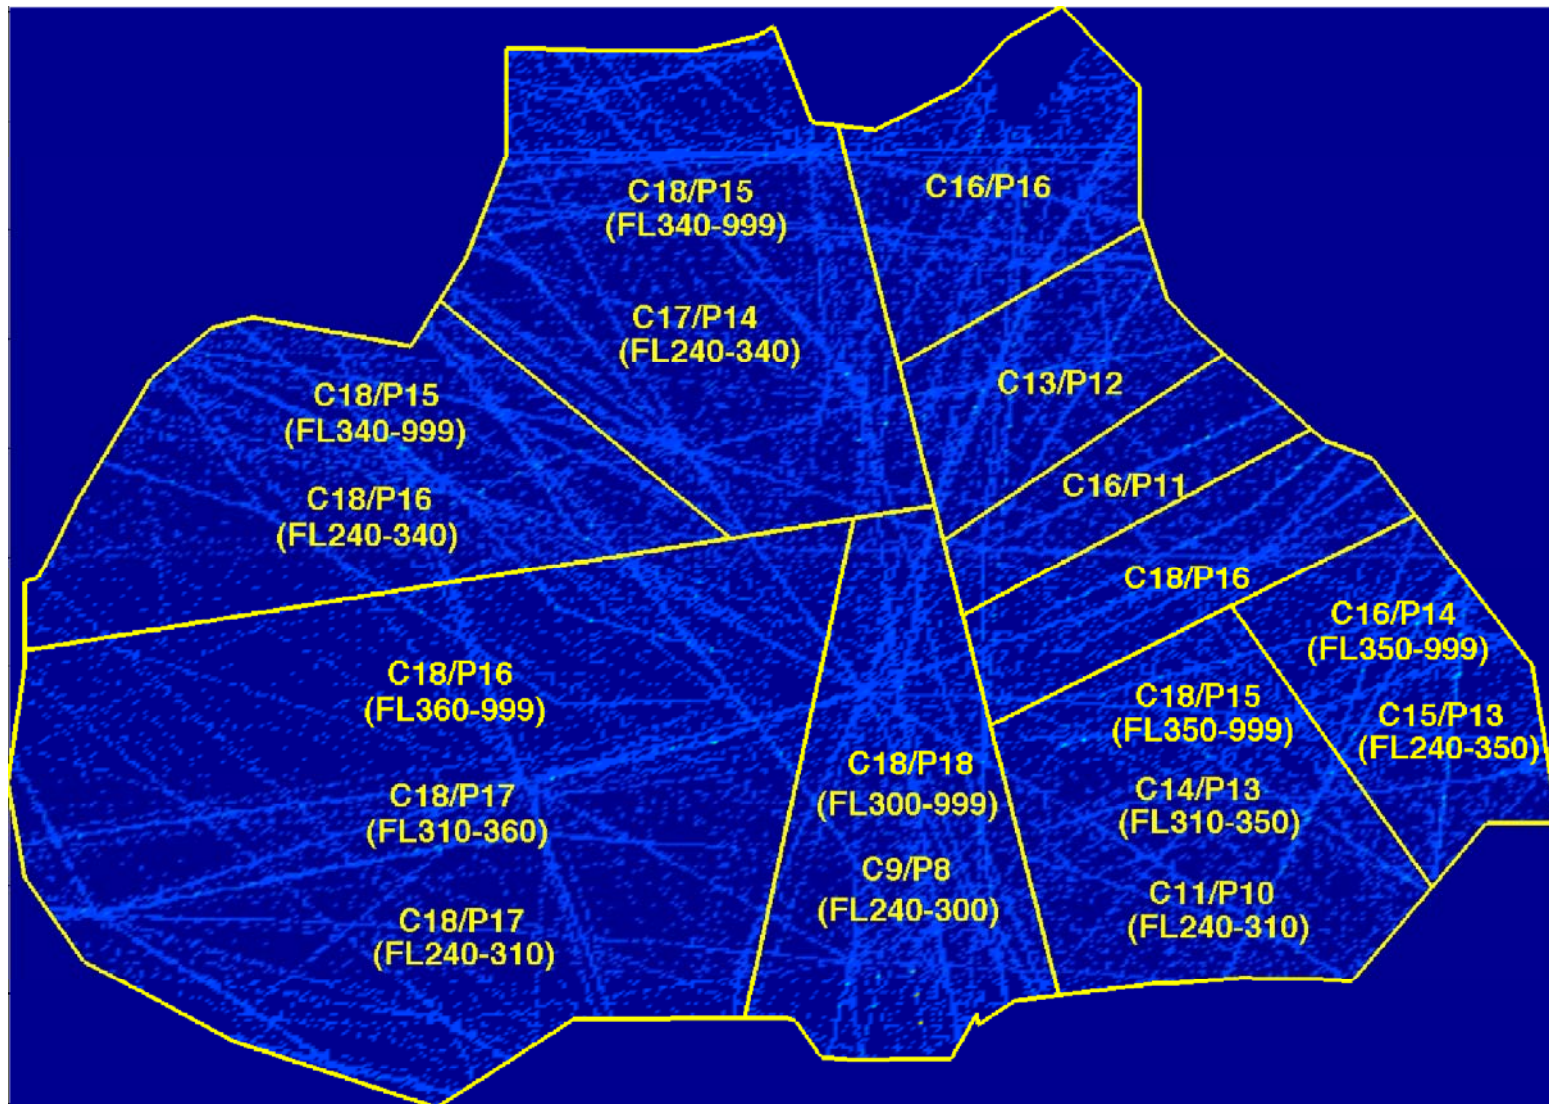 C18/P15
(FL340-999)
C16/P16
C17/P14
(FL240-340)
C13/P12
C18/P15
(FL340-999)
C16/P11
C18/P16
(FL240-340)
C18/P16
C16/P14
(FL350-999)
C18/P16
(FL360-999)
C18/P15
(FL350-999)
C15/P13
(FL240-350)
C18/P18
(FL300-999)
C18/P17
(FL310-360)
C14/P13
(FL310-350)
C9/P8
(FL240-300)
C11/P10
(FL240-310)
C18/P17
(FL240-310)